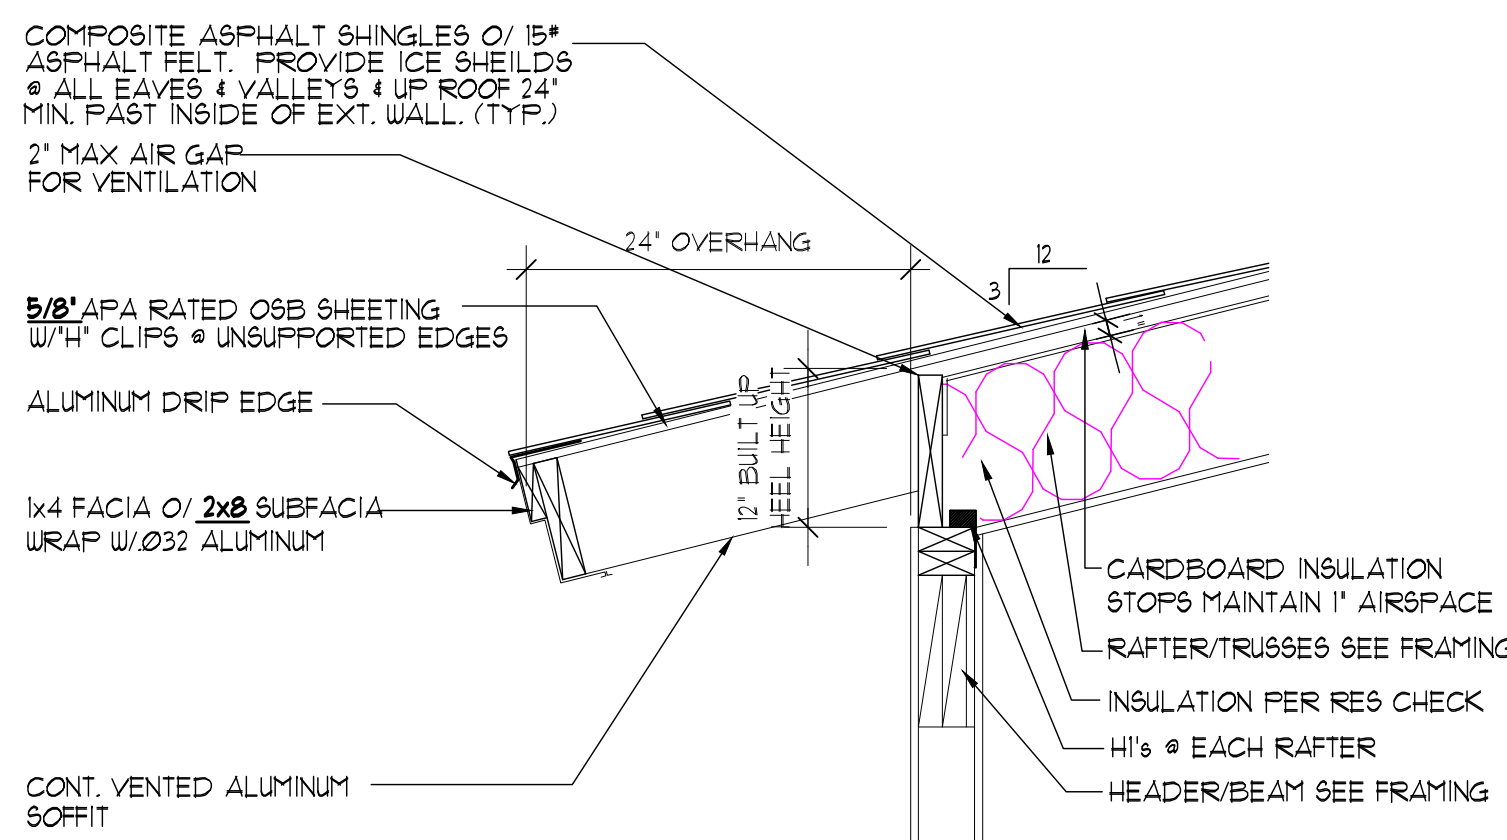 COMPOSITE ASPHALT SHINGLES O/ 15#
ASPHALT FELT. PROVIDE ICE SHEILDS
@ ALL EAVES & VALLEYS & UP ROOF 24"
MIN. PAST INSIDE OF EXT. WALL. (TYP.)
2" MAX AIR GAP
FOR VENTILATION
24" OVERHANG
12
3
1"
5/8" APA RATED OSB SHEETING
W/"H" CLIPS @ UNSUPPORTED EDGES
ALUMINUM DRIP EDGE
12" BUILT UP
HEEL HEIGHT
1x4 FACIA O/ 2x8 SUBFACIA
WRAP W/.Ø32 ALUMINUM
CONT. VENTED ALUMINUM
SOFFIT
CARDBOARD INSULATION
STOPS MAINTAIN 1" AIRSPACE
RAFTER/TRUSSES SEE FRAMING
INSULATION PER RES CHECK
H1's @ EACH RAFTER
HEADER/BEAM SEE FRAMING